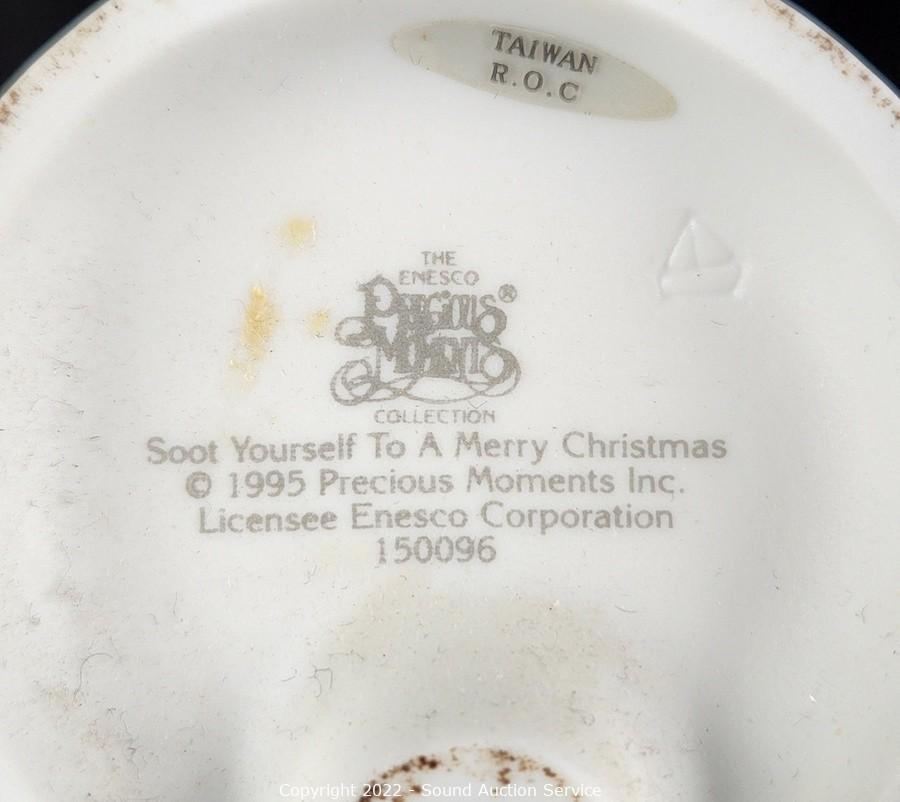 TAIWAN
R.O.C
THE
ENESCO
Precious®
Moments
COLLECTION
Soot Yourself To A Merry Christmas
© 1995 Precious Moments Inc.
Licensee Enesco Corporation
150096
Copyright 2022 - Sound Auction Service